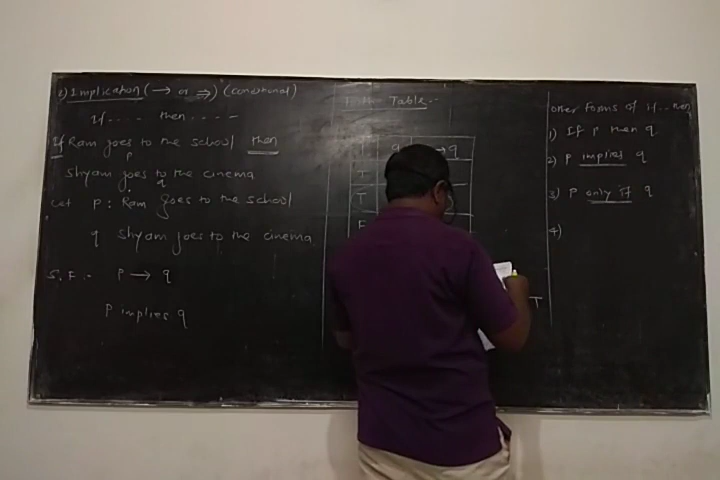 2) Implication (→ or ⇒) (conditional)
If .... then ....
If Ram goes to the school then
p
Shyam goes to the cinema
q
Let p : Ram goes to the school
q Shyam goes to the cinema
S.F. :- p → q
p implies q
Table :-
q → q
T
T
F
T
other forms of if .. then
1) If p then q
2) p implies q
3) p only if q
4)